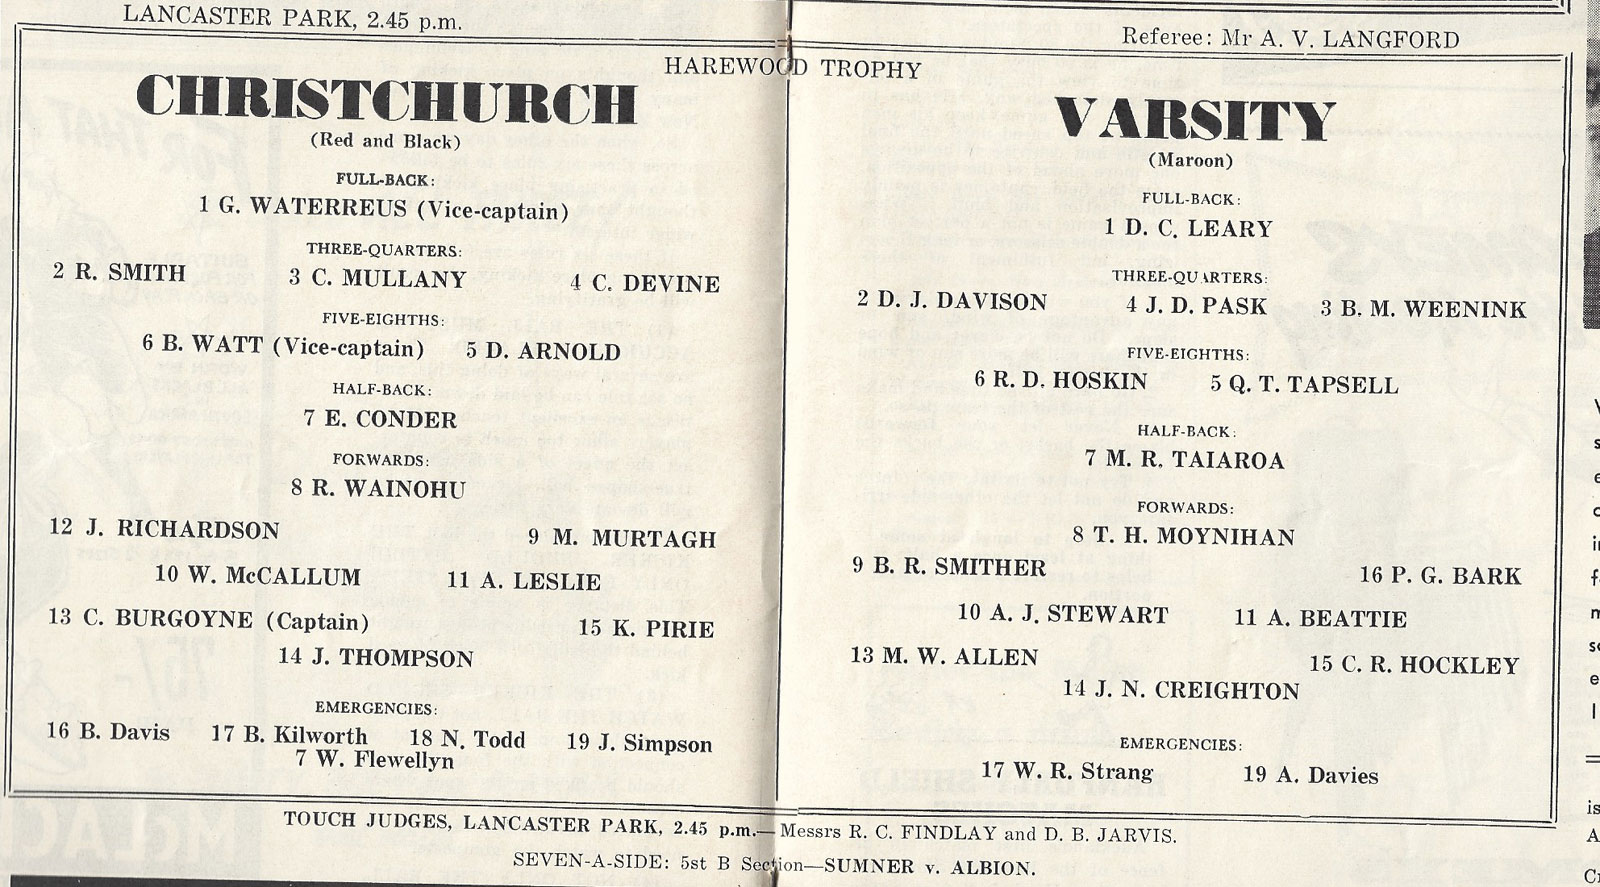 LANCASTER PARK, 2.45 p.m.
Referee: Mr A. V. LANGFORD
HAREWOOD TROPHY
CHRISTCHURCH
(Red and Black)
FULL-BACK:
1 G. WATERREUS (Vice-captain)
THREE-QUARTERS:
2 R. SMITH 3 C. MULLANY 4 C. DEVINE
FIVE-EIGHTHS:
6 B. WATT (Vice-captain) 5 D. ARNOLD
HALF-BACK:
7 E. CONDER
FORWARDS:
8 R. WAINOHU
12 J. RICHARDSON 9 M. MURTAGH
10 W. McCALLUM 11 A. LESLIE
13 C. BURGOYNE (Captain) 15 K. PIRIE
14 J. THOMPSON
EMERGENCIES:
16 B. Davis 17 B. Kilworth 18 N. Todd 19 J. Simpson
7 W. Flewellyn
VARSITY
(Maroon)
FULL-BACK:
1 D. C. LEARY
THREE-QUARTERS:
2 D. J. DAVISON 4 J. D. PASK 3 B. M. WEENINK
FIVE-EIGHTHS:
6 R. D. HOSKIN 5 Q. T. TAPSELL
HALF-BACK:
7 M. R. TAIAROA
FORWARDS:
8 T. H. MOYNIHAN
9 B. R. SMITHER 16 P. G. BARK
10 A. J. STEWART 11 A. BEATTIE
13 M. W. ALLEN 15 C. R. HOCKLEY
14 J. N. CREIGHTON
EMERGENCIES:
17 W. R. Strang 19 A. Davies
TOUCH JUDGES, LANCASTER PARK, 2.45 p.m.— Messrs R. C. FINDLAY and D. B. JARVIS.
SEVEN-A-SIDE: 5st B Section—SUMNER v. ALBION.